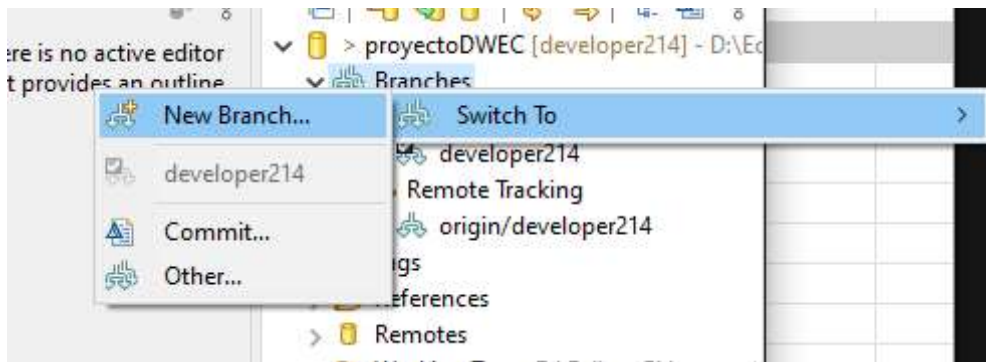 ere is no active editor
t provides an outline
> proyectoDWEC [developer214] - D:\Ec
Branches
Switch To
New Branch...
developer214
Commit...
Other...
developer214
Remote Tracking
origin/developer214
gs
References
Remotes